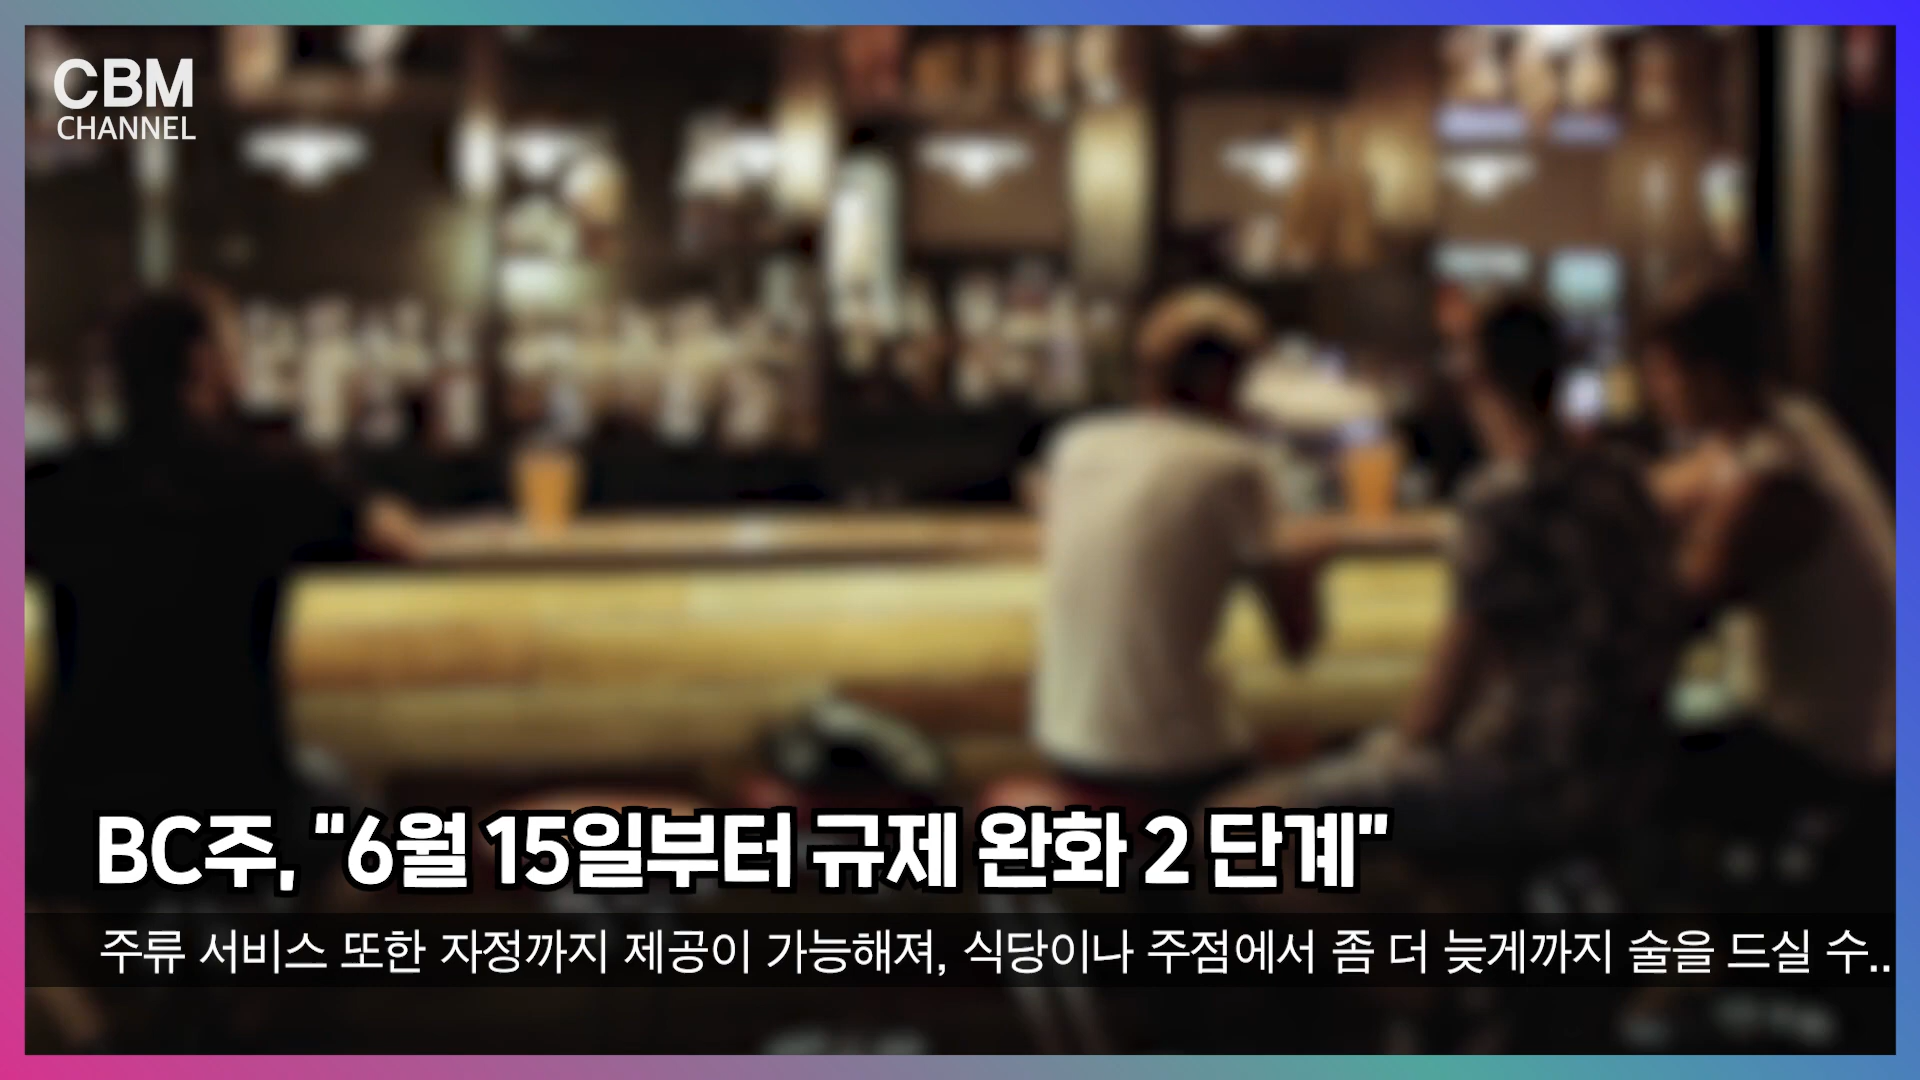 CBM
CHANNEL
BC주, "6월 15일부터 규제 완화 2 단계"
주류 서비스 또한 자정까지 제공이 가능해져, 식당이나 주점에서 좀 더 늦게까지 술을 드실 수..